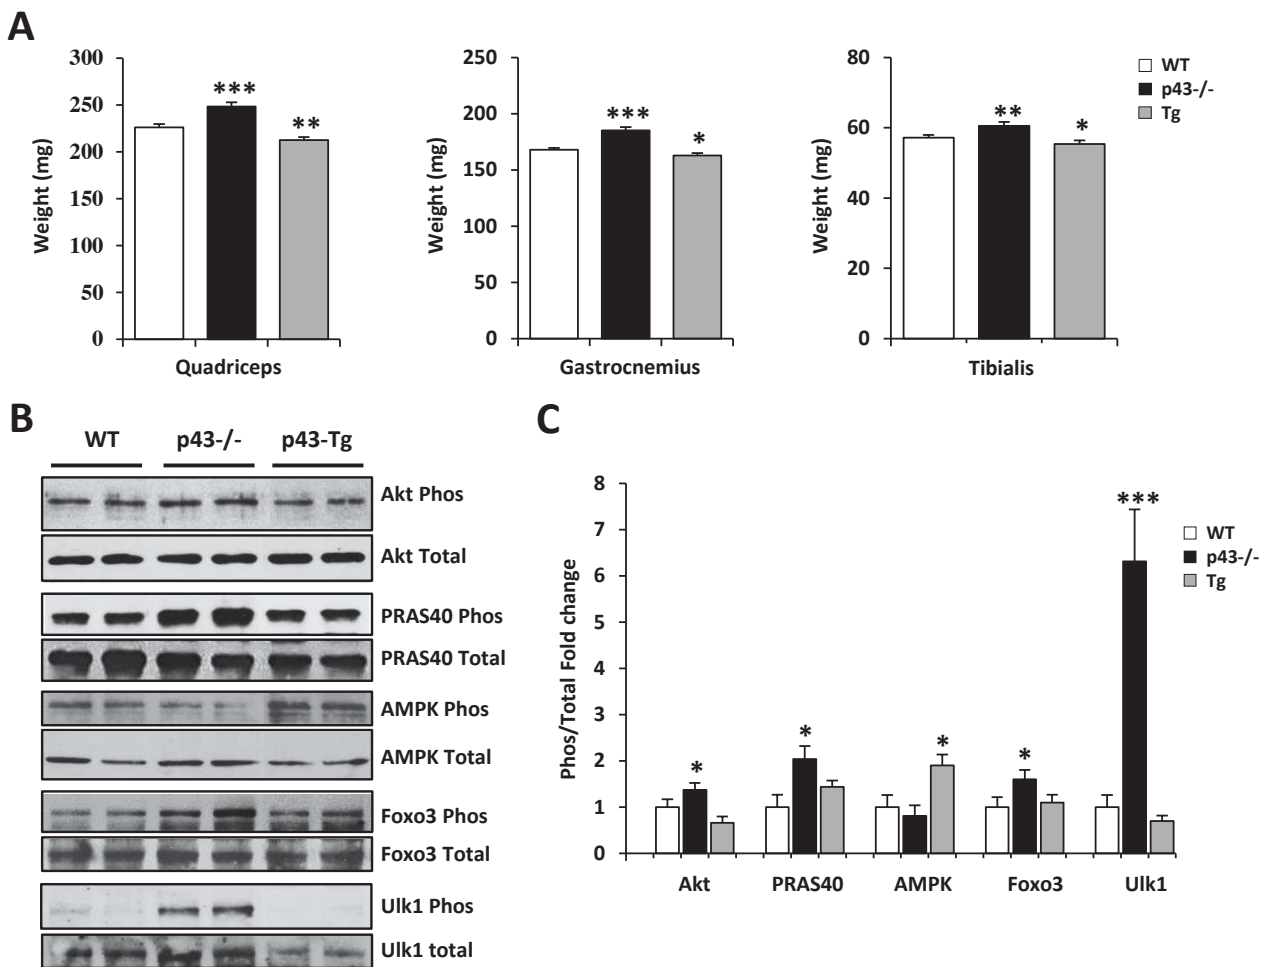 A
300
250
200
150
100
50
0
Weight (mg)
***
**
Quadriceps
250
200
150
100
50
0
Weight (mg)
***
*
Gastrocnemius
80
60
40
20
0
Weight (mg)
**
*
Tibialis
WT
p43-/-
Tg
B
WT p43-/- p43-Tg
Akt Phos
Akt Total
PRAS40 Phos
PRAS40 Total
AMPK Phos
AMPK Total
Foxo3 Phos
Foxo3 Total
Ulk1 Phos
Ulk1 total
C
8
7
6
5
4
3
2
1
0
Phos/Total Fold change
*
*
*
*
***
Akt PRAS40 AMPK Foxo3 Ulk1
WT
p43-/-
Tg